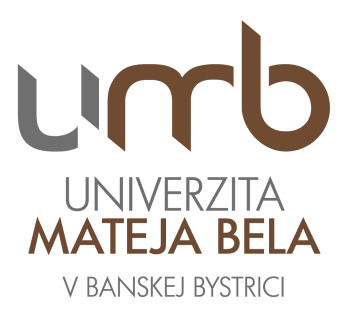 umb
UNIVERZITA
MATEJA BELA
V BANSKEJ BYSTRICI